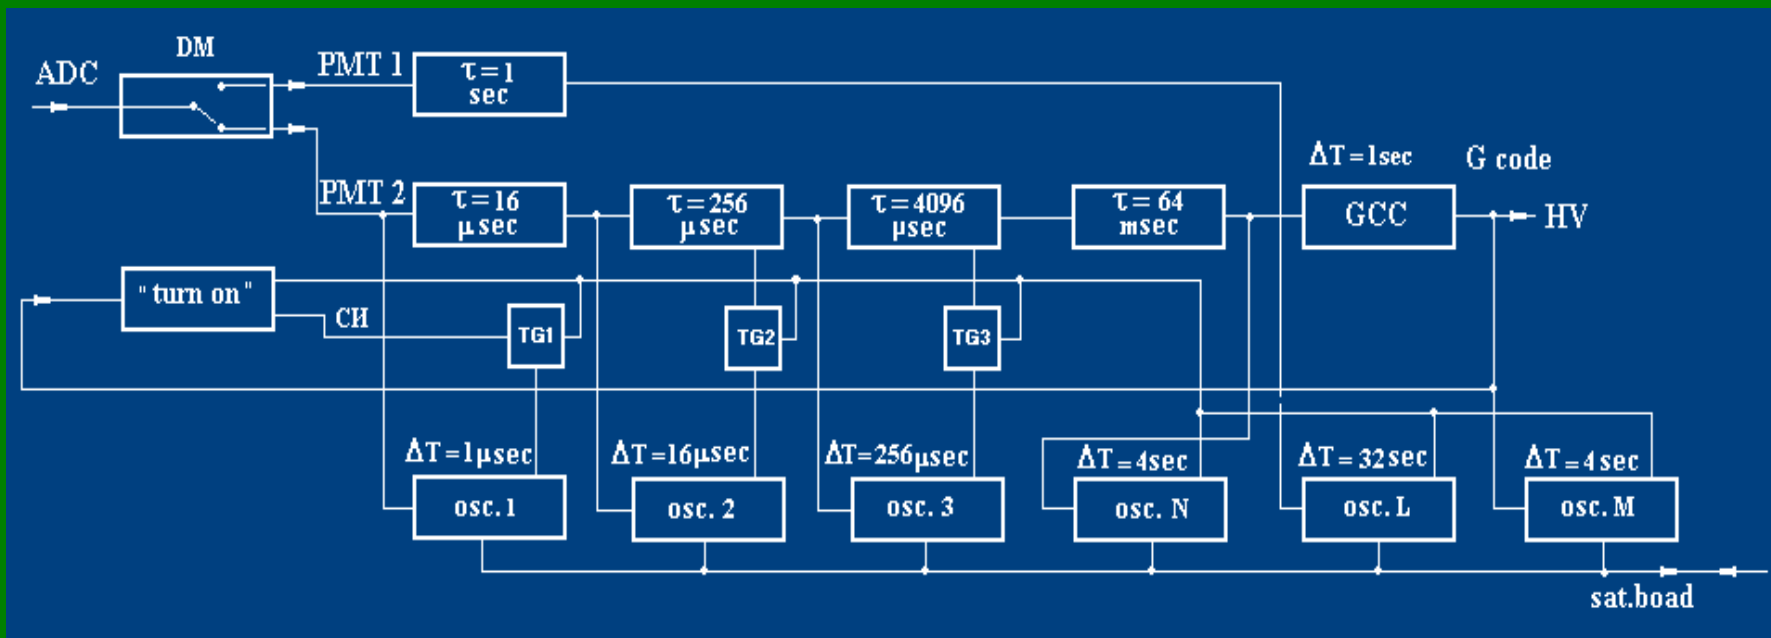 DM
ADC
PMT 1
τ=1
sec
ΔT=1sec
G code
PMT 2
τ=16
μsec
τ=256
μsec
τ=4096
μsec
τ=64
msec
GCC
HV
"turn on"
СИ
TG1
TG2
TG3
ΔT=1μsec
ΔT=16μsec
ΔT=256μsec
ΔT=4sec
ΔT=32sec
ΔT=4sec
osc.1
osc. 2
osc. 3
osc. N
osc. L
osc. M
sat.boad